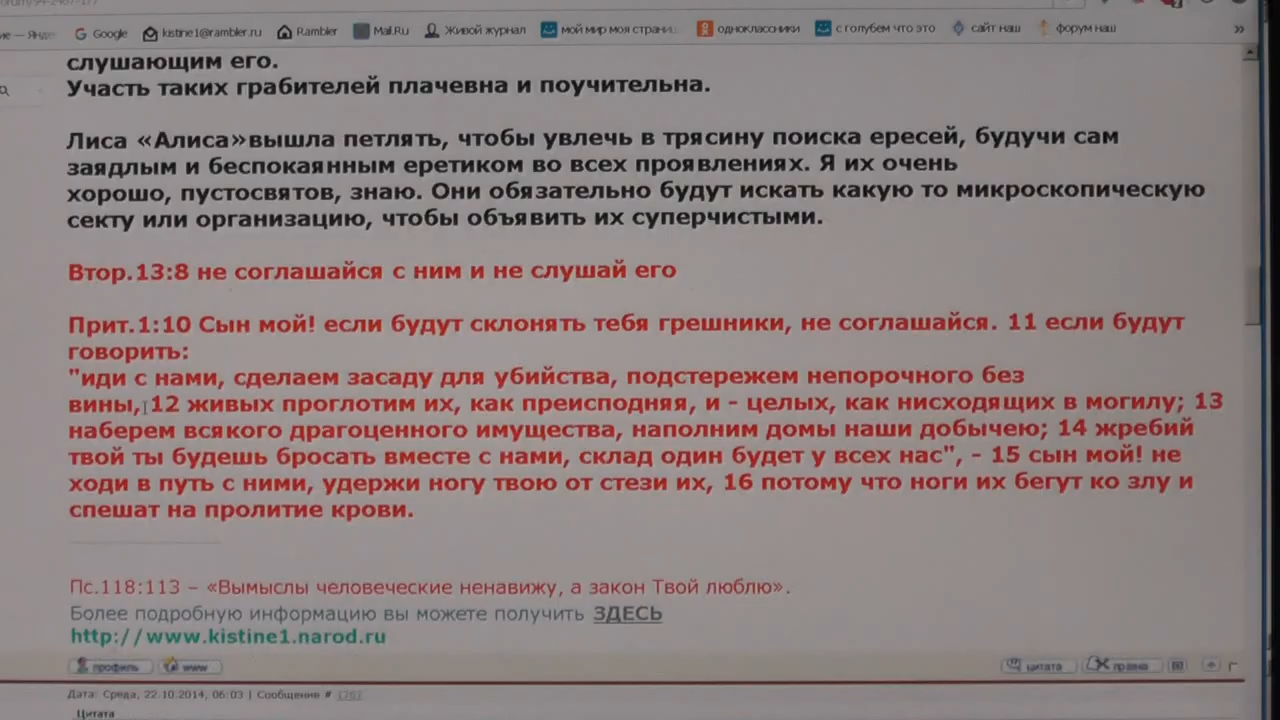 Google kistine1@rambler.ru Rambler Mail.Ru Живой журнал мой мир моя страниц одноклассники с голубем что это сайт наш форум наш »
слушающим его.
Участь таких грабителей плачевна и поучительна.
Лиса «Алиса»вышла петлять, чтобы увлечь в трясину поиска ересей, будучи сам
заядлым и беспокаянным еретиком во всех проявлениях. Я их очень
хорошо, пустосвятов, знаю. Они обязательно будут искать какую то микроскопическую
секту или организацию, чтобы объявить их суперчистыми.
Втор.13:8 не соглашайся с ним и не слушай его
Прит.1:10 Сын мой! если будут склонять тебя грешники, не соглашайся. 11 если будут
говорить:
"иди с нами, сделаем засаду для убийства, подстережем непорочного без
вины, 12 живых проглотим их, как преисподняя, и - целых, как нисходящих в могилу; 13
наберем всякого драгоценного имущества, наполним домы наши добычею; 14 жребий
твой ты будешь бросать вместе с нами, склад один будет у всех нас", - 15 сын мой! не
ходи в путь с ними, удержи ногу твою от стези их, 16 потому что ноги их бегут ко злу и
спешат на пролитие крови.
Пс.118:113 – «Вымыслы человеческие ненавижу, а закон Твой люблю».
Более подробную информацию вы можете получить ЗДЕСЬ
http://www.kistine1.narod.ru
профиль www цитата правка
Дата: Среда, 22.10.2014, 06:03 | Сообщение #
Цитата